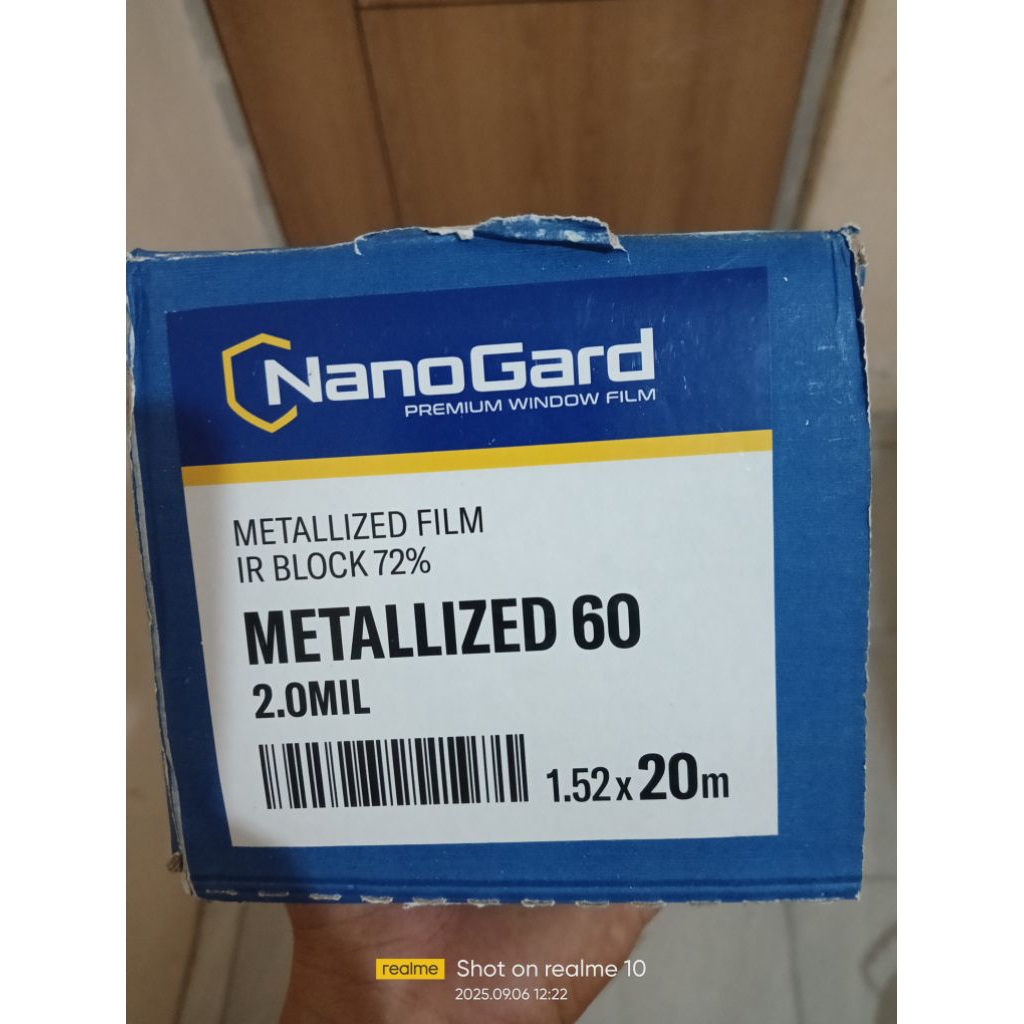 NanoGard
PREMIUM WINDOW FILM
METALLIZED FILM
IR BLOCK 72%
METALLIZED 60
2.0MIL
1.52 x 20m
realme Shot on realme 10
2025.09.06 12:22